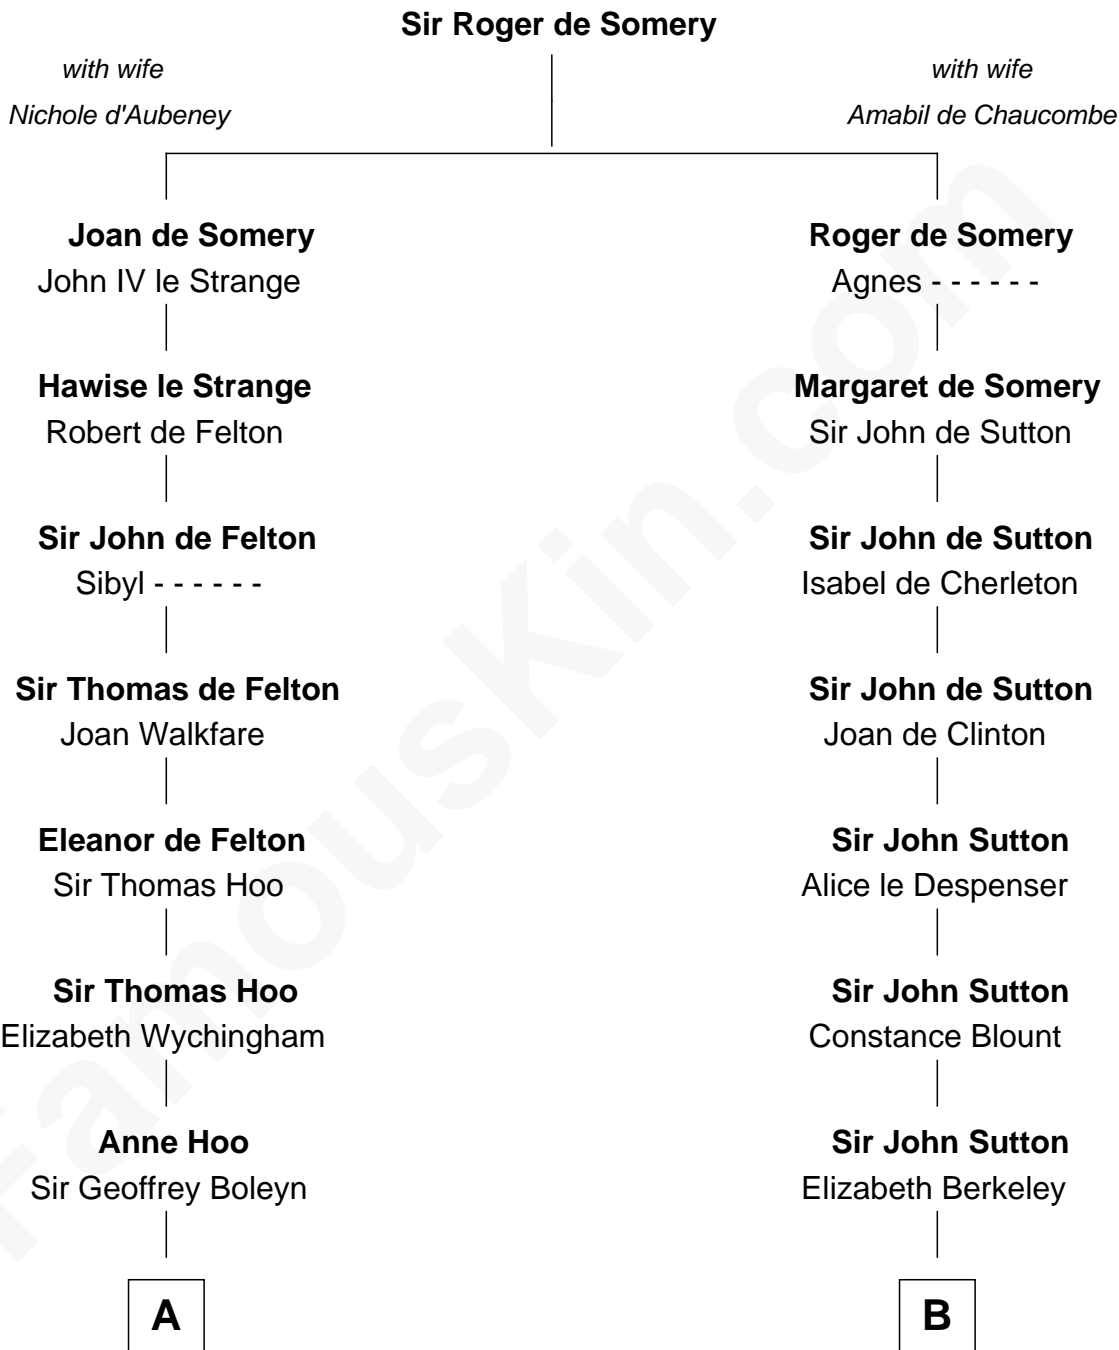 Sir Roger de Somery
with wife
Nichole d'Aubeney
with wife
Amabil de Chaucombe
Joan de Somery
John IV le Strange
Hawise le Strange
Robert de Felton
Sir John de Felton
Sibyl - - - - - -
Sir Thomas de Felton
Joan Walkfare
Eleanor de Felton
Sir Thomas Hoo
Sir Thomas Hoo
Elizabeth Wychingham
Anne Hoo
Sir Geoffrey Boleyn
A
Roger de Somery
Agnes - - - - - -
Margaret de Somery
Sir John de Sutton
Sir John de Sutton
Isabel de Cherleton
Sir John de Sutton
Joan de Clinton
Sir John Sutton
Alice le Despenser
Sir John Sutton
Constance Blount
Sir John Sutton
Elizabeth Berkeley
B
FamousKin.com